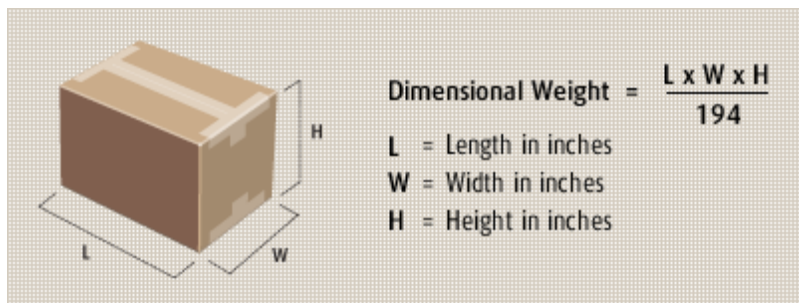 H
L
W
Dimensional Weight = L x W x H
194
L = Length in inches
W = Width in inches
H = Height in inches